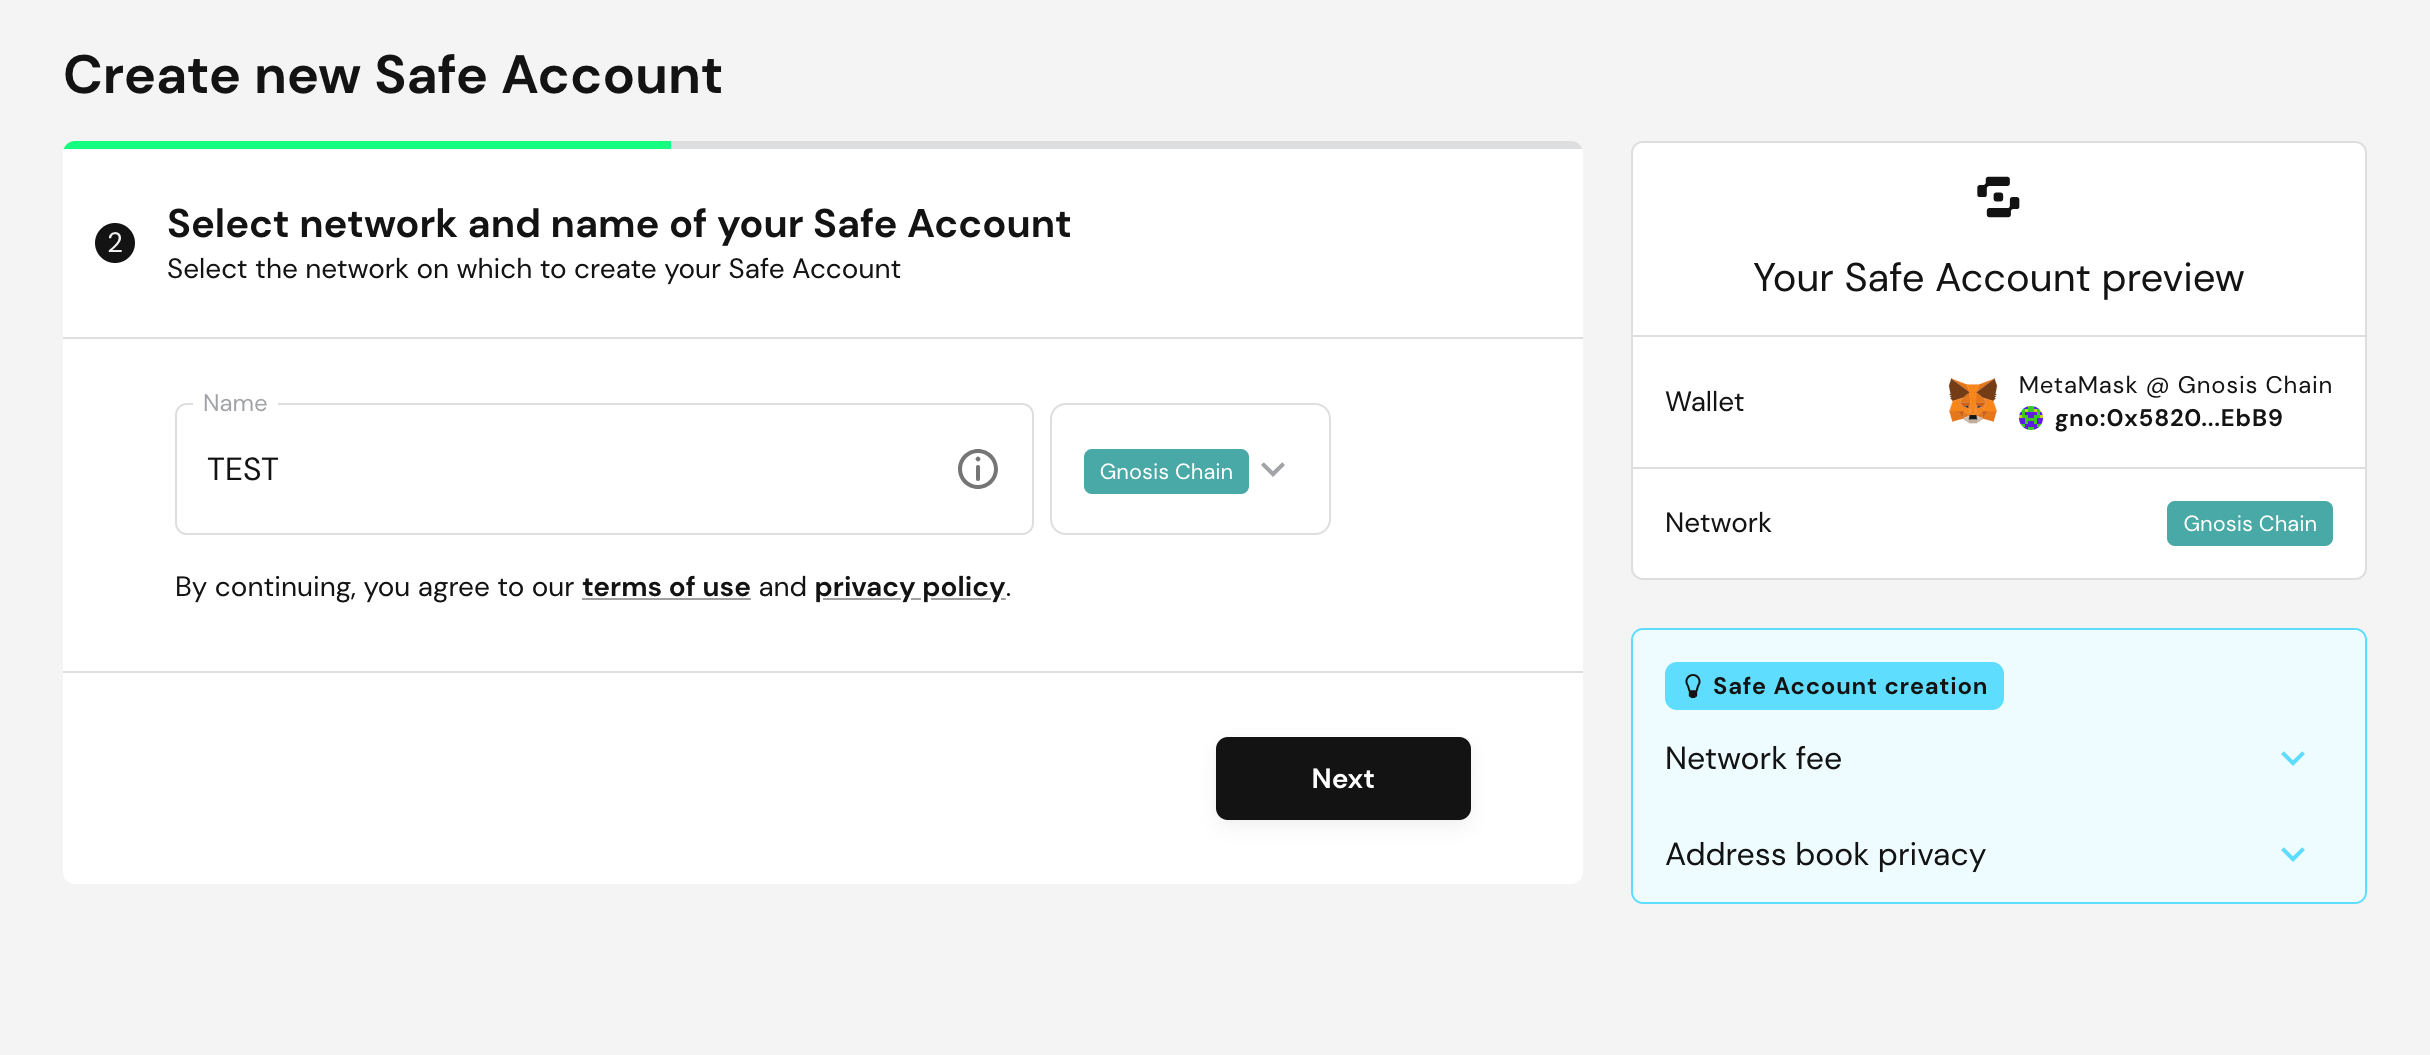 Create new Safe Account
2
Select network and name of your Safe Account
Select the network on which to create your Safe Account
Name
TEST
Gnosis Chain
By continuing, you agree to our terms of use and privacy policy.
Next
Your Safe Account preview
Wallet
MetaMask @ Gnosis Chain
gno:0x5820...EbB9
Network
Gnosis Chain
Safe Account creation
Network fee
Address book privacy